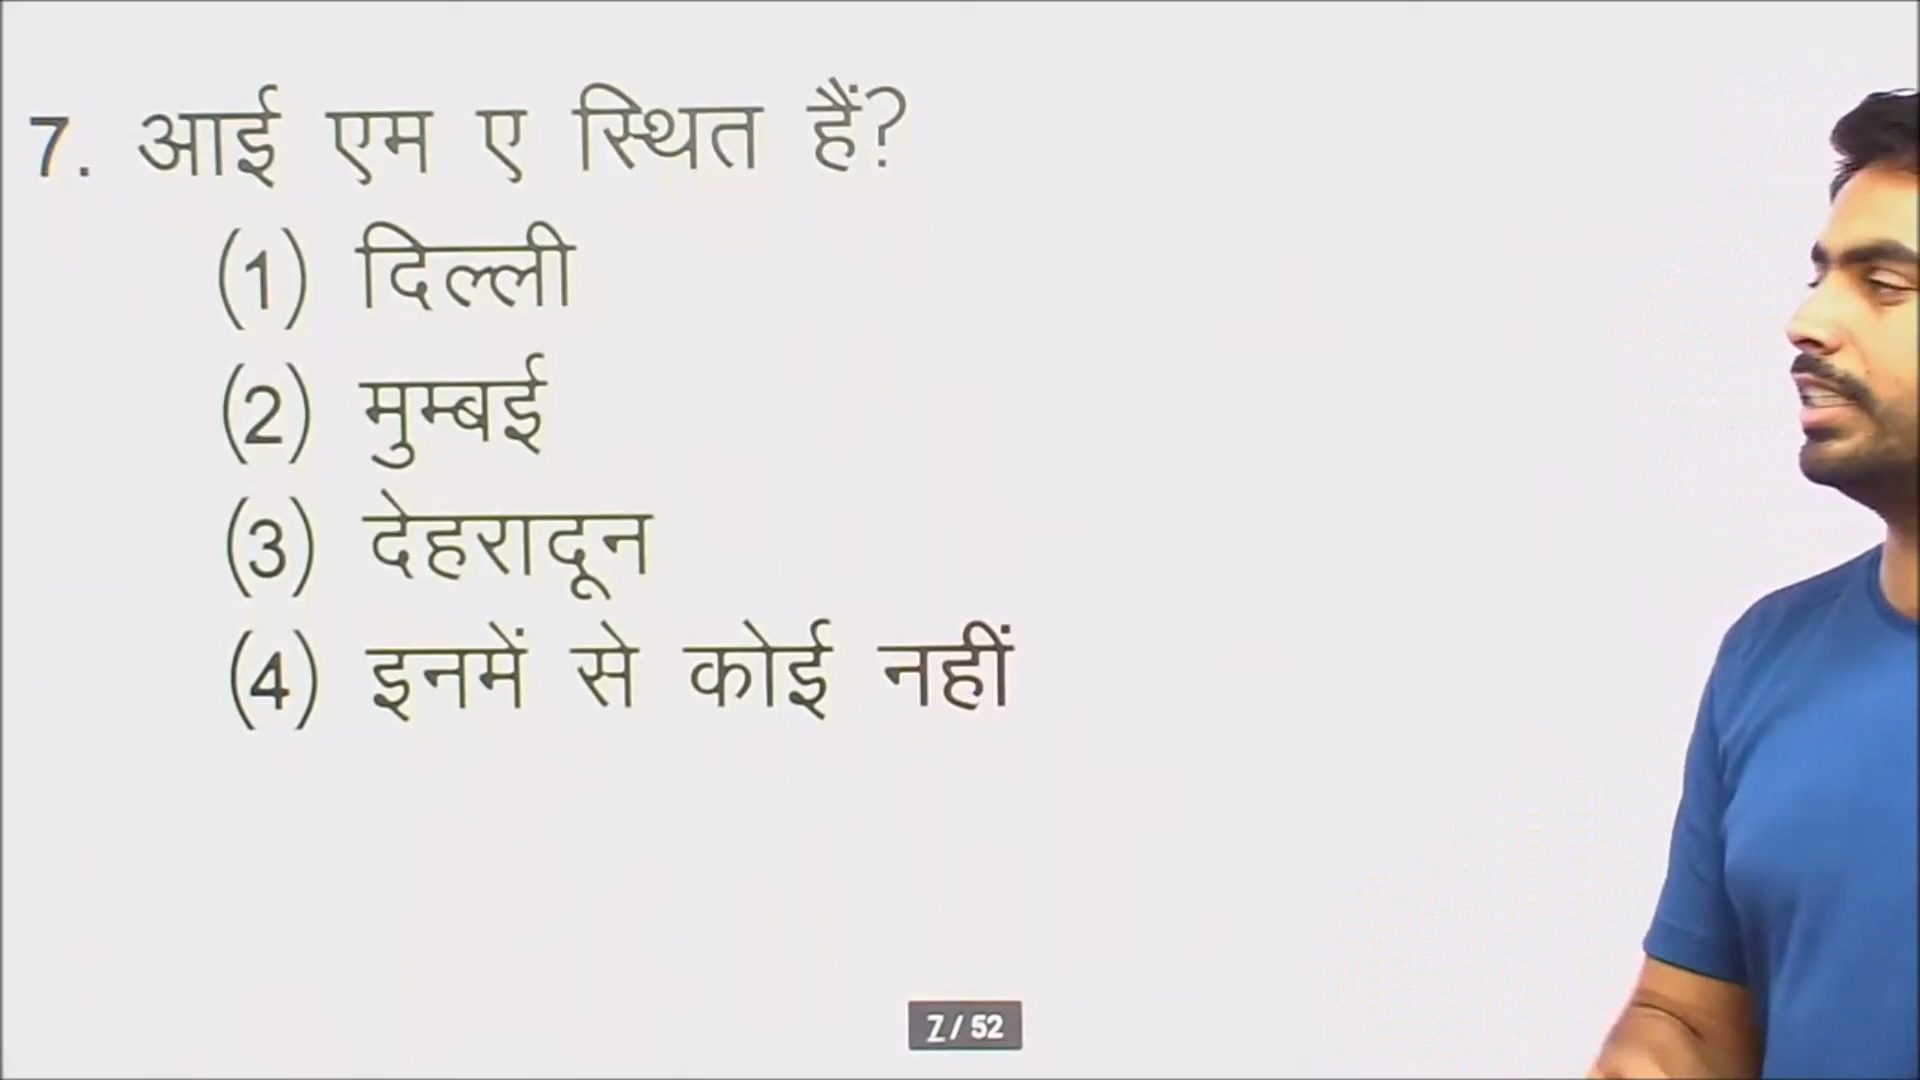 7. आई एम ए स्थित हैं?
(1) दिल्ली
(2) मुम्बई
(3) देहरादून
(4) इनमें से कोई नहीं
7 / 52